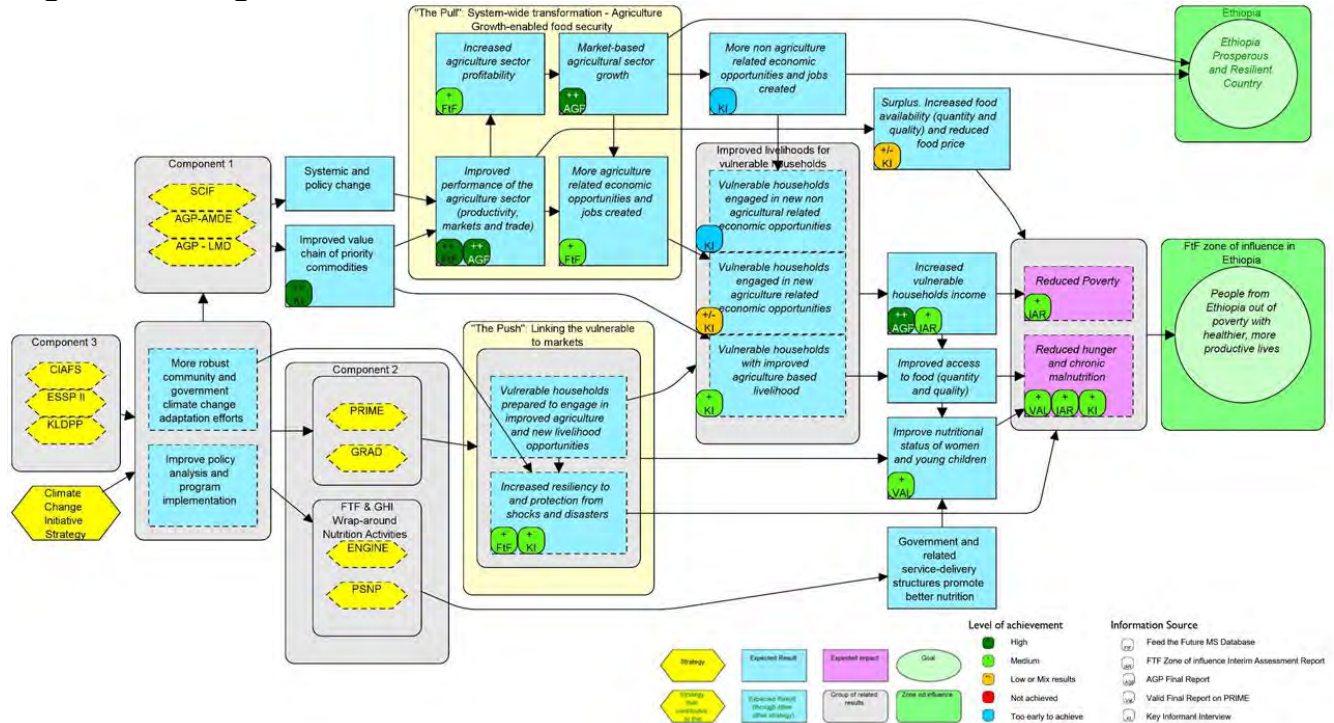 "The Pull": System-wide transformation - Agriculture
Growth-enabled food security
Increased
agriculture sector
profitability
+
FtF
Market-based
agricultural sector
growth
++
AGP
More non agriculture
related economic
opportunities and jobs
created
KI
Ethiopia
Ethiopia
Prosperous
and Resilient
Country
Surplus. Increased food
availability (quantity and
quality) and reduced
food price
+/-
KI
Component 1
SCIF
AGP-AMDE
AGP - LMD
Systemic and
policy change
Improved value
chain of priority
commodities
++
KI
Improved
performance of the
agriculture sector
(productivity,
markets and trade)
++
FtF
++
AGP
More agriculture
related economic
opportunities and
jobs created
+
FtF
Improved livelihoods for
vulnerable households
Vulnerable households
engaged in new non
agricultural related
economic opportunities
KI
Vulnerable households
engaged in new
agriculture related
economic opportunities
+/-
KI
Vulnerable households
with improved
agriculture based
livelihood
+
KI
Increased
vulnerable
households income
++
AGP
+
IAR
Improved access
to food (quantity
and quality)
Improve nutritional
status of women
and young children
+
VAL
Government and
related
service-delivery
structures promote
better nutrition
Reduced Poverty
+
IAR
Reduced hunger
and chronic
malnutrition
+
VAL
+
IAR
+
KI
FtF zone of influence in
Ethiopia
People from
Ethiopia out of
poverty with
healthier, more
productive lives
Component 3
CIAFS
ESSP II
KLDPP
Climate
Change
Initiative
Strategy
More robust
community and
government
climate change
adaptation efforts
Improve policy
analysis and
program
implementation
Component 2
PRIME
GRAD
FTF & GHI
Wrap-around
Nutrition Activities
ENGINE
PSNP
"The Push": Linking the vulnerable
to markets
Vulrerable households
prepared to engage in
improved agriculture
and new livelihood
opportunities
Increased resiliency to
and protection from
shocks and disasters
+
FtF
+
KI
Strategy
Expected Result
Expected impact
Goal
Strategy
that
contributes
to this
Expected Result
(through other
other strategy)
Group of related
results
Zone od influence
Level of achievement
High
Medium
Low or Mix results
Not achieved
Too early to achieve
Information Source
Feed the Future MS Database
FTF Zone of influence Interim Assessment Report
AGP Final Report
Valid Final Report on PRIME
Key Informant Interview